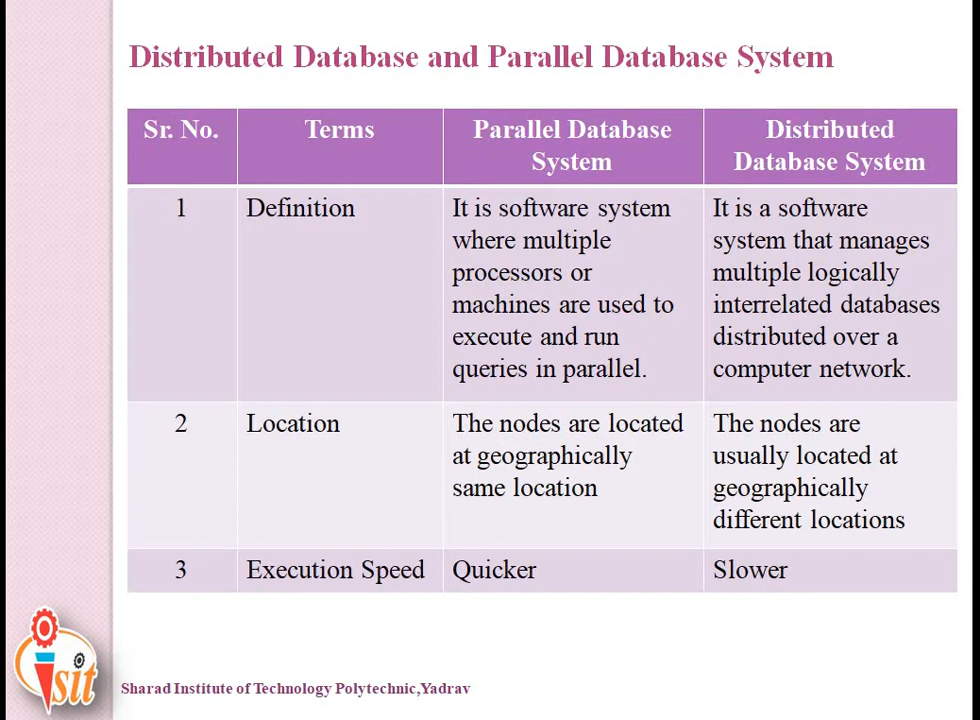 Distributed Database and Parallel Database System
Sr. No.
Terms
Parallel Database
System
Distributed
Database System
1
Definition
It is software system
where multiple
processors or
machines are used to
execute and run
queries in parallel.
It is a software
system that manages
multiple logically
interrelated databases
distributed over a
computer network.
2
Location
The nodes are located
at geographically
same location
The nodes are
usually located at
geographically
different locations
3
Execution Speed
Quicker
Slower
sit
Sharad Institute of Technology Polytechnic,Yadrav